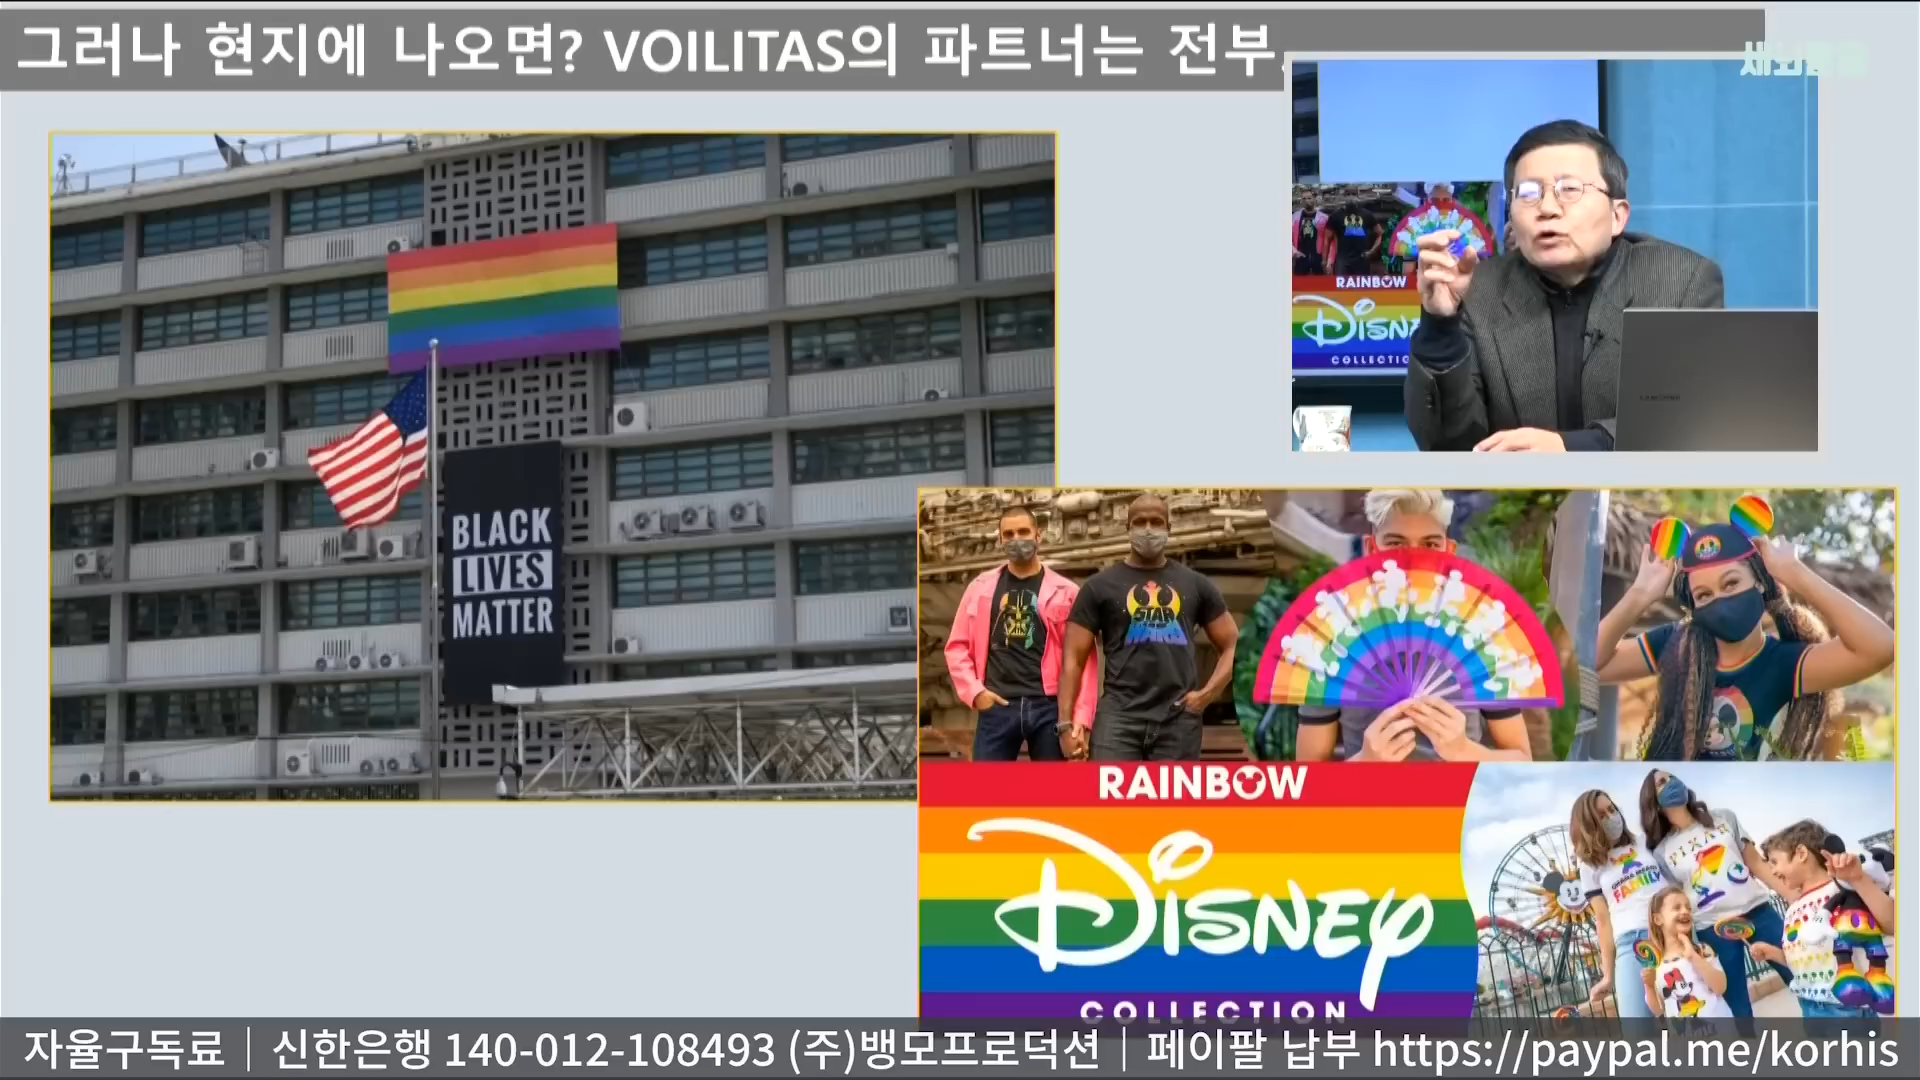 그러나 현지에 나오면? VOILITAS의 파트너는 전부.
RAINBOW
DISNEY
COLLECTIO
SAMSUNG
BLACK
LIVES
MATTER
STAR
WARS
RAINBOW
DISNEY
COLLECTION
PIXAR
FAMILY
자율구독료│신한은행 140-012-108493 (주)뱅모프로덕션│페이팔 납부 https://paypal.me/korhis